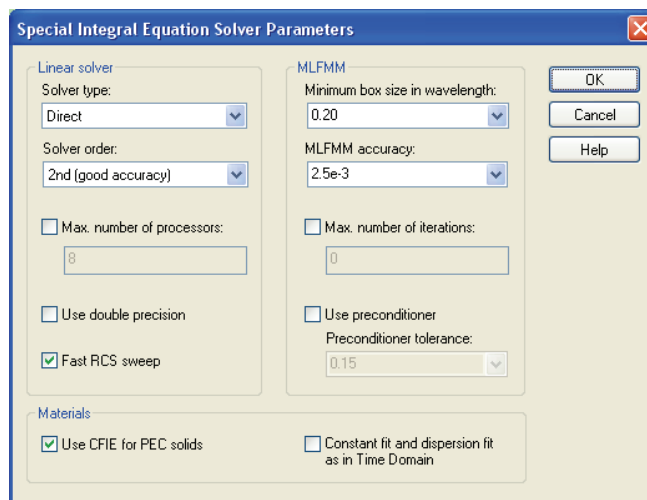 Special Integral Equation Solver Parameters
Linear solver
Solver type:
Direct
Solver order:
2nd (good accuracy)
Max. number of processors:
8
Use double precision
Fast RCS sweep
MLFMM
Minimum box size in wavelength:
0.20
MLFMM accuracy:
2.5e-3
Max. number of iterations:
0
Use preconditioner
Preconditioner tolerance:
0.15
OK
Cancel
Help
Materials
Use CFIE for PEC solids
Constant fit and dispersion fit
as in Time Domain